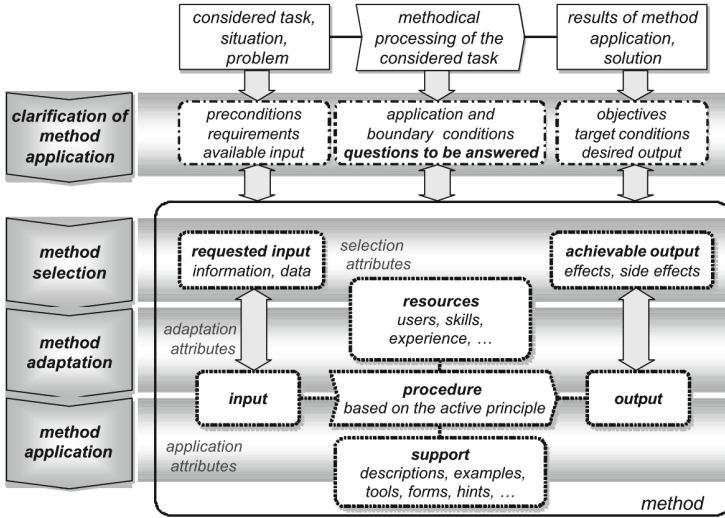 considered task,
situation,
problem
methodical
processing of the
considered task
results of method
application,
solution
clarification of
method
application
preconditions
requirements
available input
application and
boundary conditions
questions to be answered
objectives
target conditions
desired output
method
selection
requested input
information, data
selection
attributes
achievable output
effects, side effects
resources
users, skills,
experience, ...
method
adaptation
adaptation
attributes
input
procedure
based on the active principle
output
method
application
application
attributes
support
descriptions, examples,
tools, forms, hints, ...
method